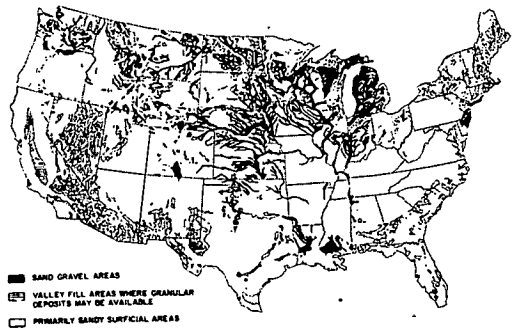 SAND GRAVEL AREAS
VALLEY FILL AREAS WHERE GRANULAR
DEPOSITS MAY BE AVAILABLE
PRIMARILY SANDY SURFICIAL AREAS